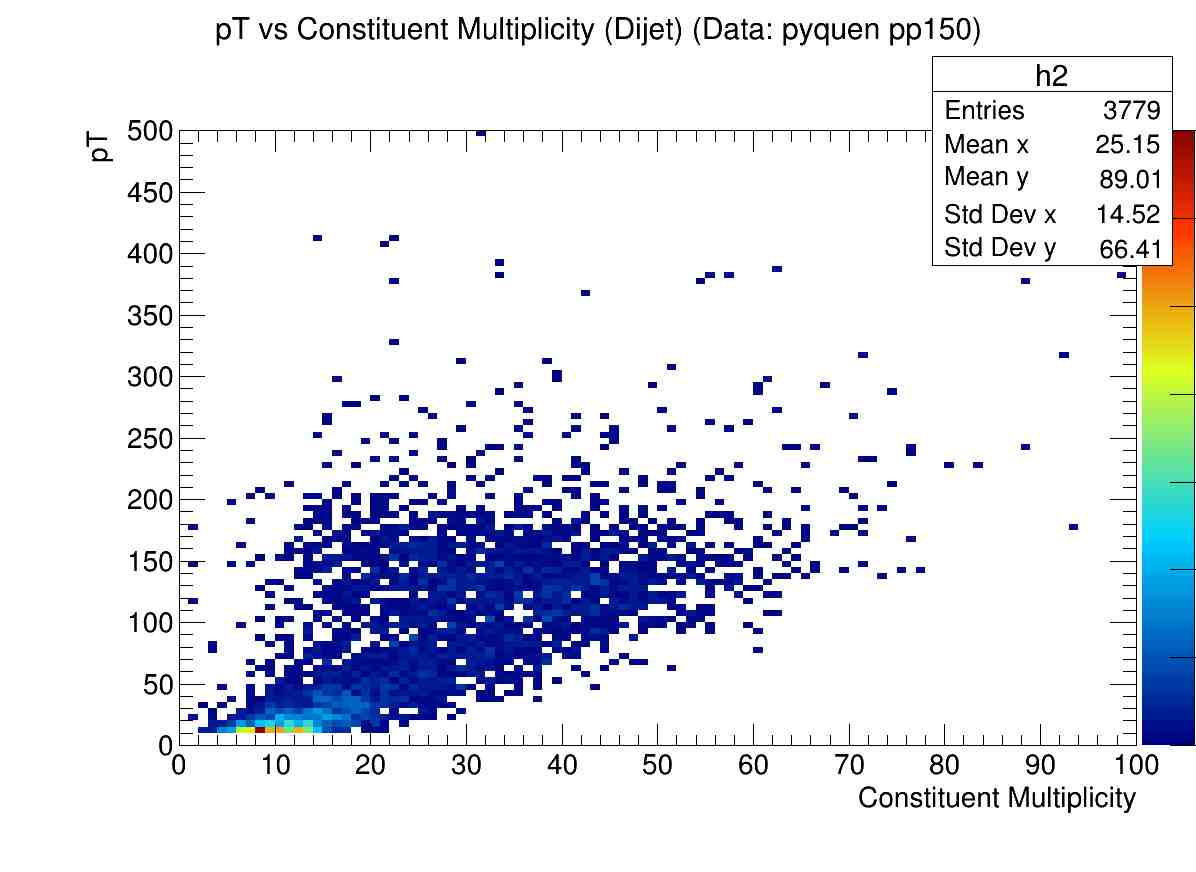 pT vs Constituent Multiplicity (Dijet) (Data: pyquen pp150)
h2
Entries 3779
Mean x 25.15
Mean y 89.01
Std Dev x 14.52
Std Dev y 66.41
pT
500
450
400
350
300
250
200
150
100
50
0
0 10 20 30 40 50 60 70 80 90 100
Constituent Multiplicity